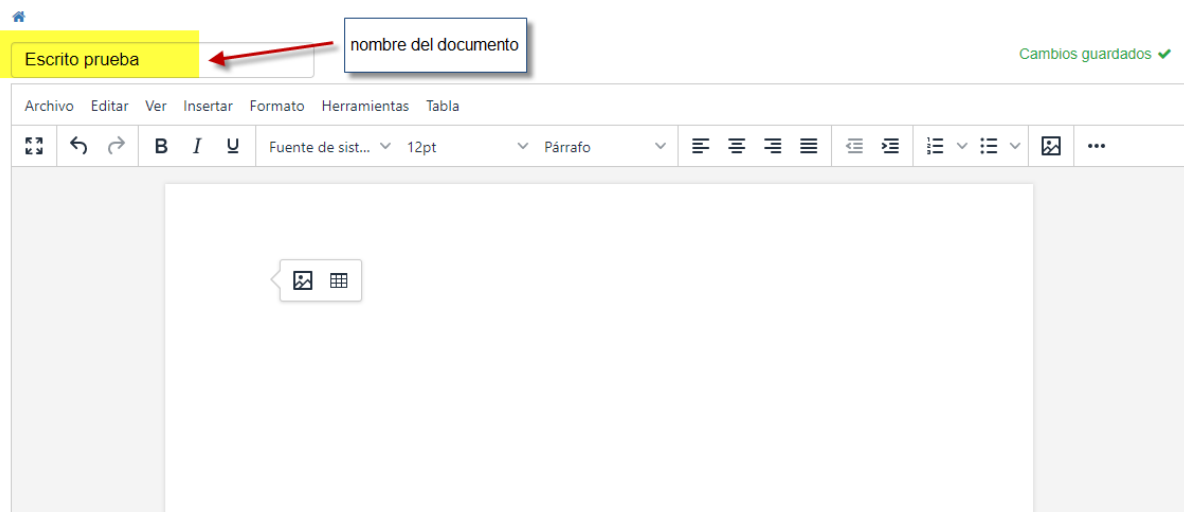 nombre del documento
Escrito prueba
Cambios guardados
Archivo Editar Ver Insertar Formato Herramientas Tabla
B I U Fuente de sist... 12pt Párrafo